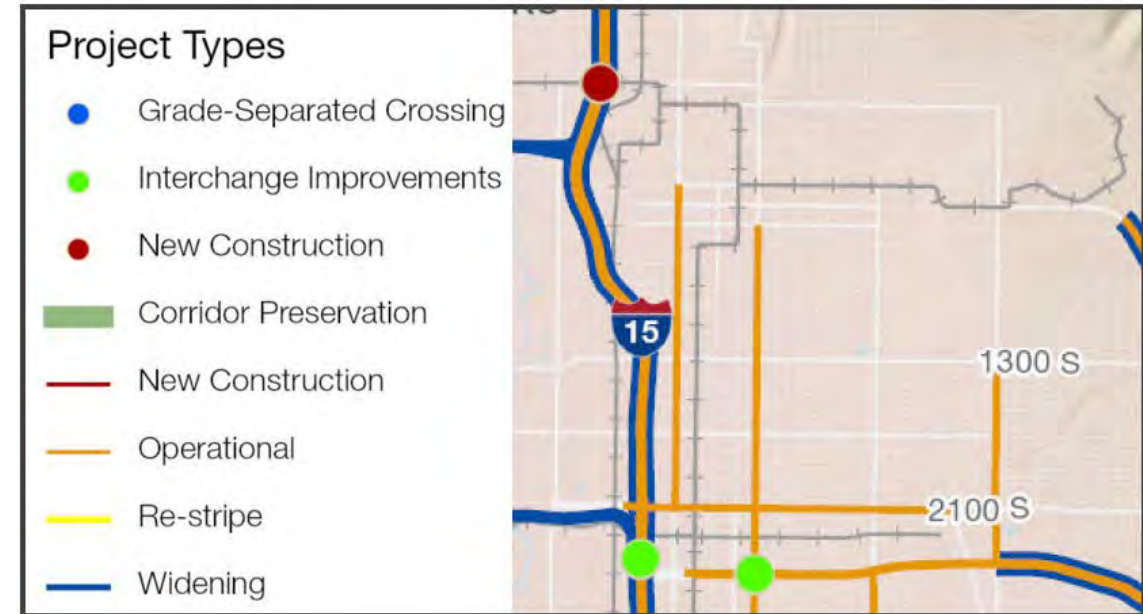 Project Types
Grade-Separated Crossing
Interchange Improvements
New Construction
Corridor Preservation
New Construction
Operational
Re-stripe
Widening
15
1300 S
2100 S